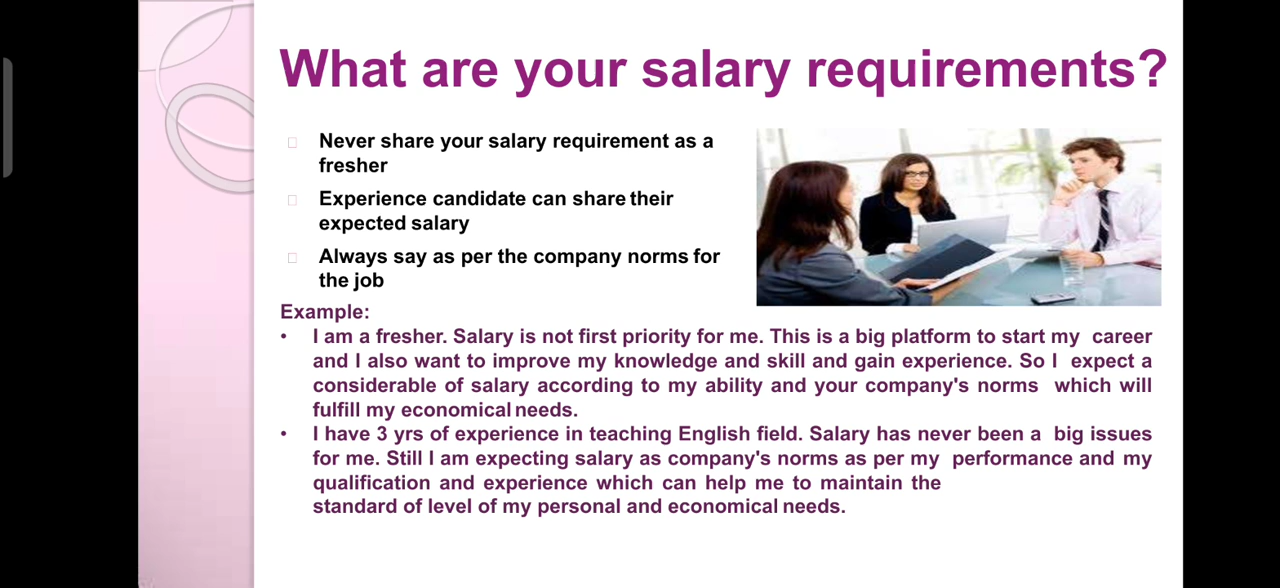 What are your salary requirements?
Never share your salary requirement as a
fresher
Experience candidate can share their
expected salary
Always say as per the company norms for
the job
Example:
• I am a fresher. Salary is not first priority for me. This is a big platform to start my career
and I also want to improve my knowledge and skill and gain experience. So I expect a
considerable of salary according to my ability and your company's norms which will
fulfill my economical needs.
• I have 3 yrs of experience in teaching English field. Salary has never been a big issues
for me. Still I am expecting salary as company's norms as per my performance and my
qualification and experience which can help me to maintain the
standard of level of my personal and economical needs.